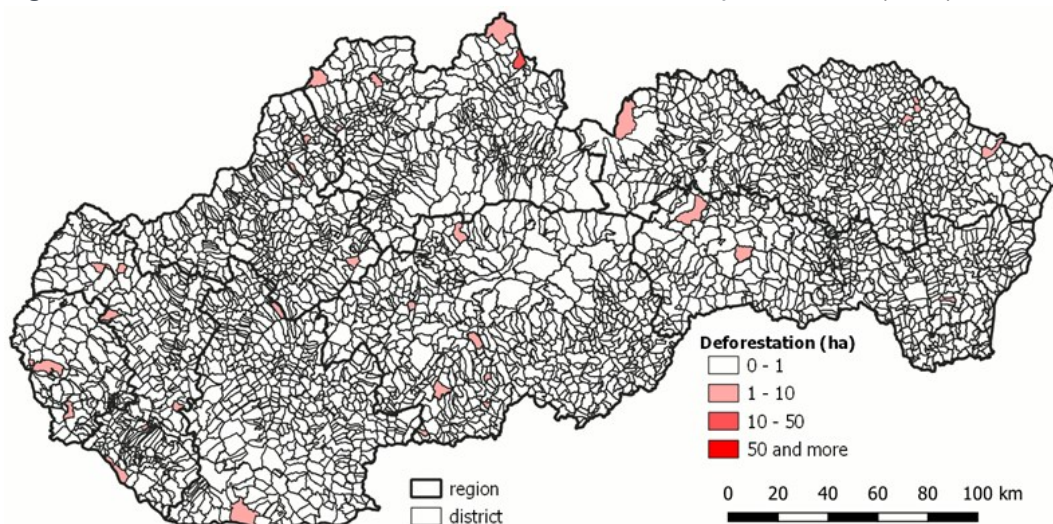 Deforestation (ha)
0 - 1
1 - 10
10 - 50
50 and more
region
district
0 20 40 60 80 100 km